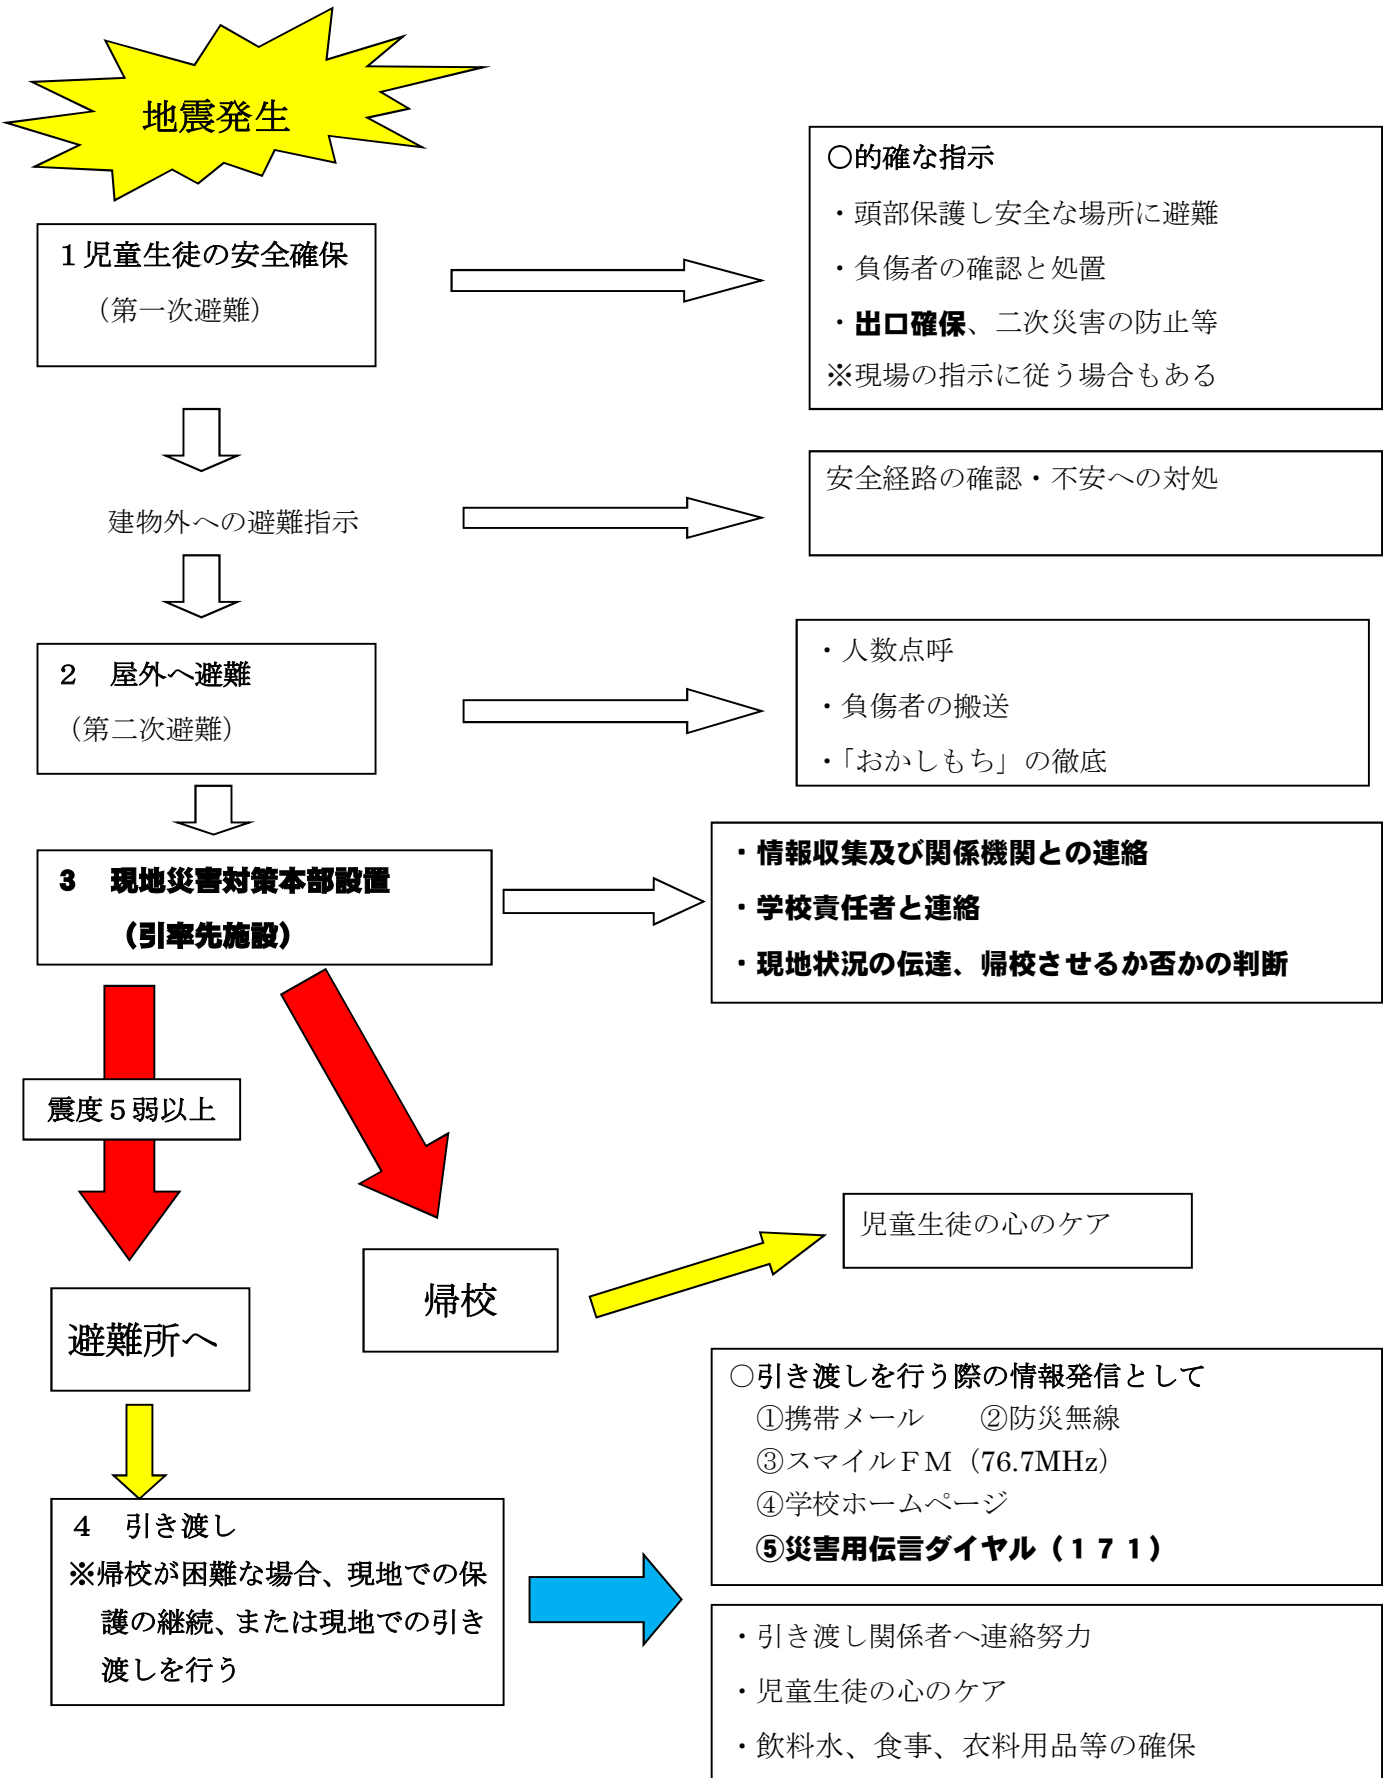 地震発生
１児童生徒の安全確保
（第一次避難）
○的確な指示
・頭部保護し安全な場所に避難
・負傷者の確認と処置
・出口確保、二次災害の防止等
※現場の指示に従う場合もある
建物外への避難指示
安全経路の確認・不安への対処
２　屋外へ避難
（第二次避難）
・人数点呼
・負傷者の搬送
・「おかしもち」の徹底
３　現地災害対策本部設置
（引率先施設）
・情報収集及び関係機関との連絡
・学校責任者と連絡
・現地状況の伝達、帰校させるか否かの判断
震度５弱以上
帰校
児童生徒の心のケア
避難所へ
４　引き渡し
※帰校が困難な場合、現地での保
護の継続、または現地での引き
渡しを行う
○引き渡しを行う際の情報発信として
①携帯メール　　②防災無線
③スマイルＦＭ（76.7MHz）
④学校ホームページ
⑤災害用伝言ダイヤル（１７１）
・引き渡し関係者へ連絡努力
・児童生徒の心のケア
・飲料水、食事、衣料用品等の確保